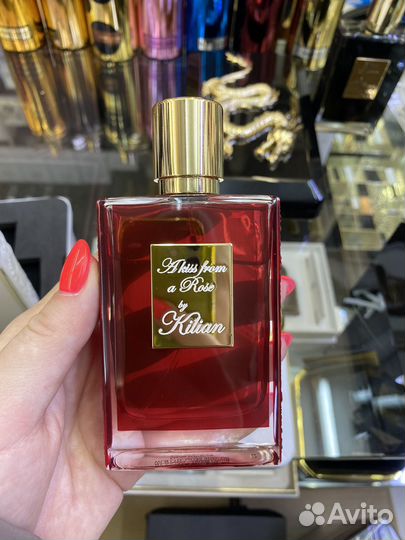 A kiss from
a Rose
by
Kilian
Avito